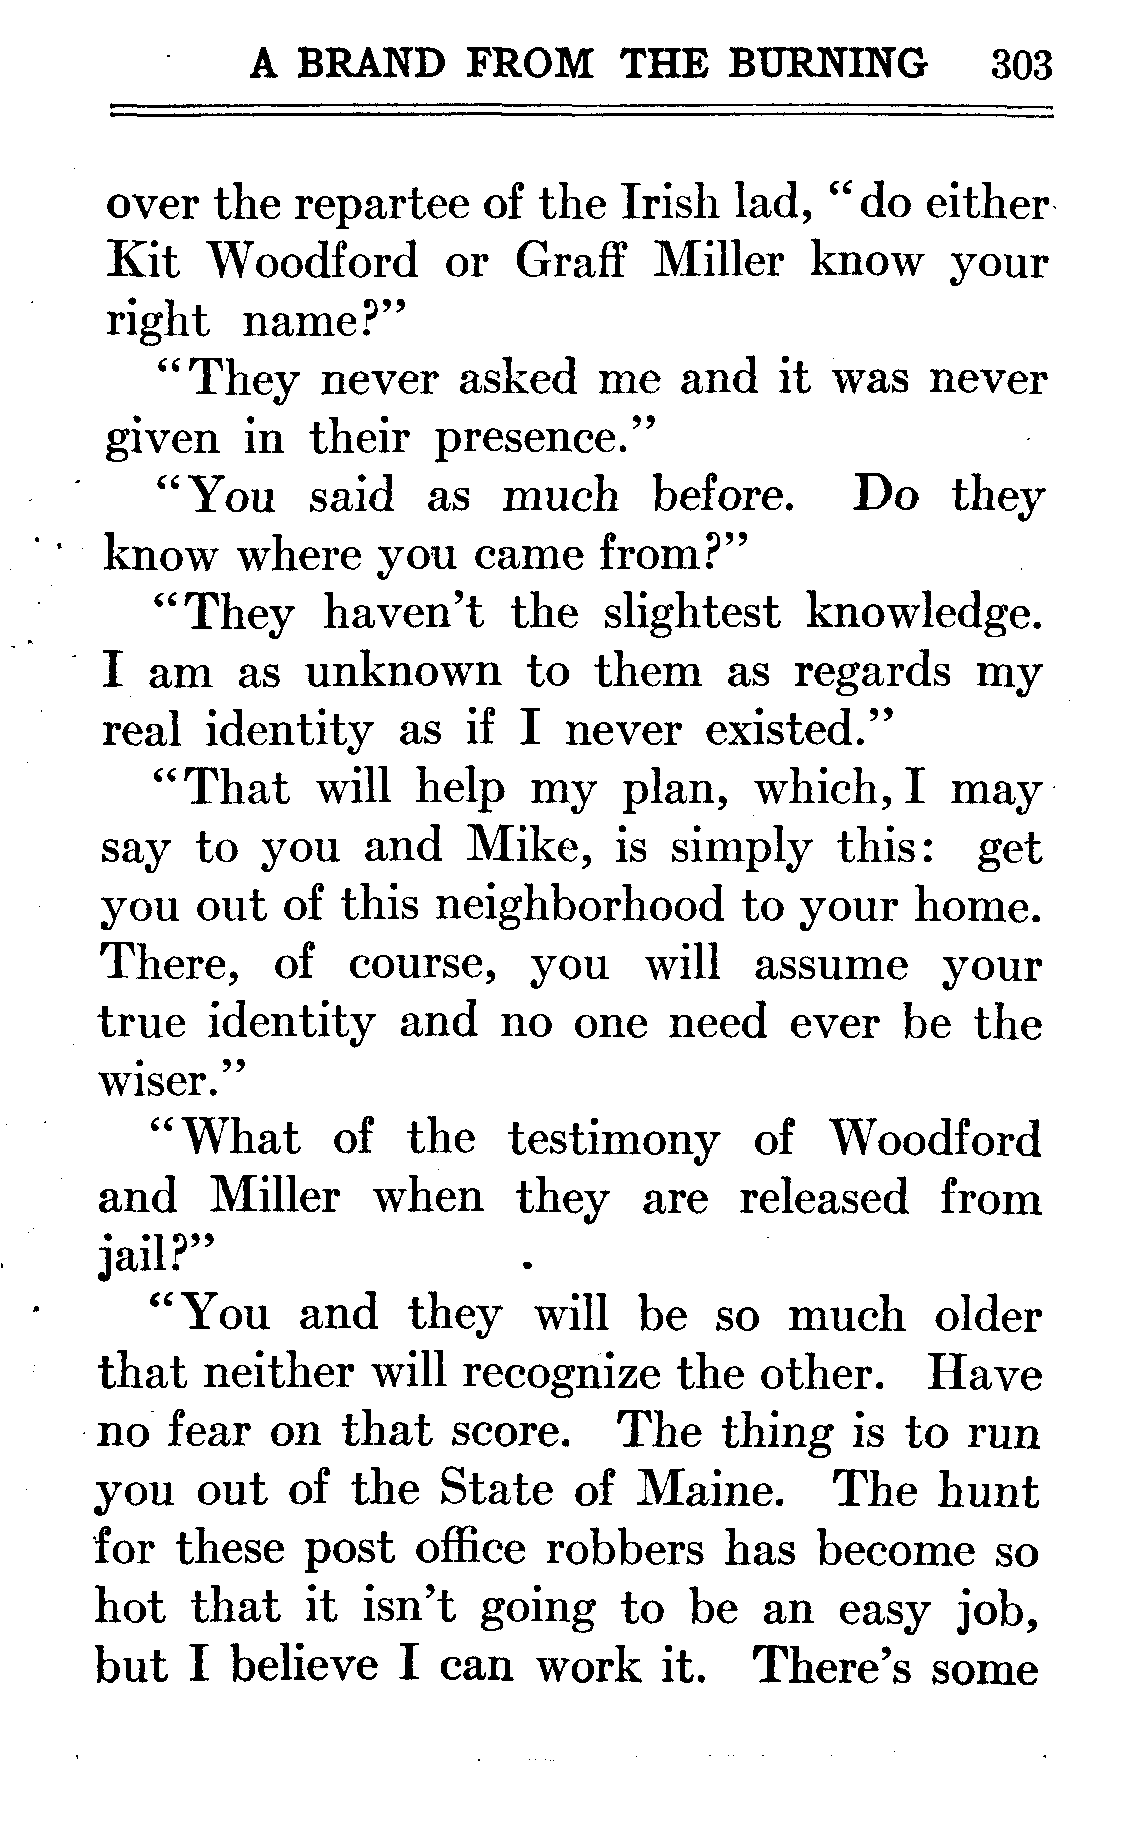 A BRAND FROM THE BURNING 303
over the repartee of the Irish lad, “do either
Kit Woodford or Graff Miller know your
right name?”
“They never asked me and it was never
given in their presence.”
“You said as much before. Do they
know where you came from?”
“They haven’t the slightest knowledge.
I am as unknown to them as regards my
real identity as if I never existed.”
“That will help my plan, which, I may
say to you and Mike, is simply this: get
you out of this neighborhood to your home.
There, of course, you will assume your
true identity and no one need ever be the
wiser.”
“What of the testimony of Woodford
and Miller when they are released from
jail?”
“You and they will be so much older
that neither will recognize the other. Have
no fear on that score. The thing is to run
you out of the State of Maine. The hunt
for these post office robbers has become so
hot that it isn’t going to be an easy job,
but I believe I can work it. There’s some